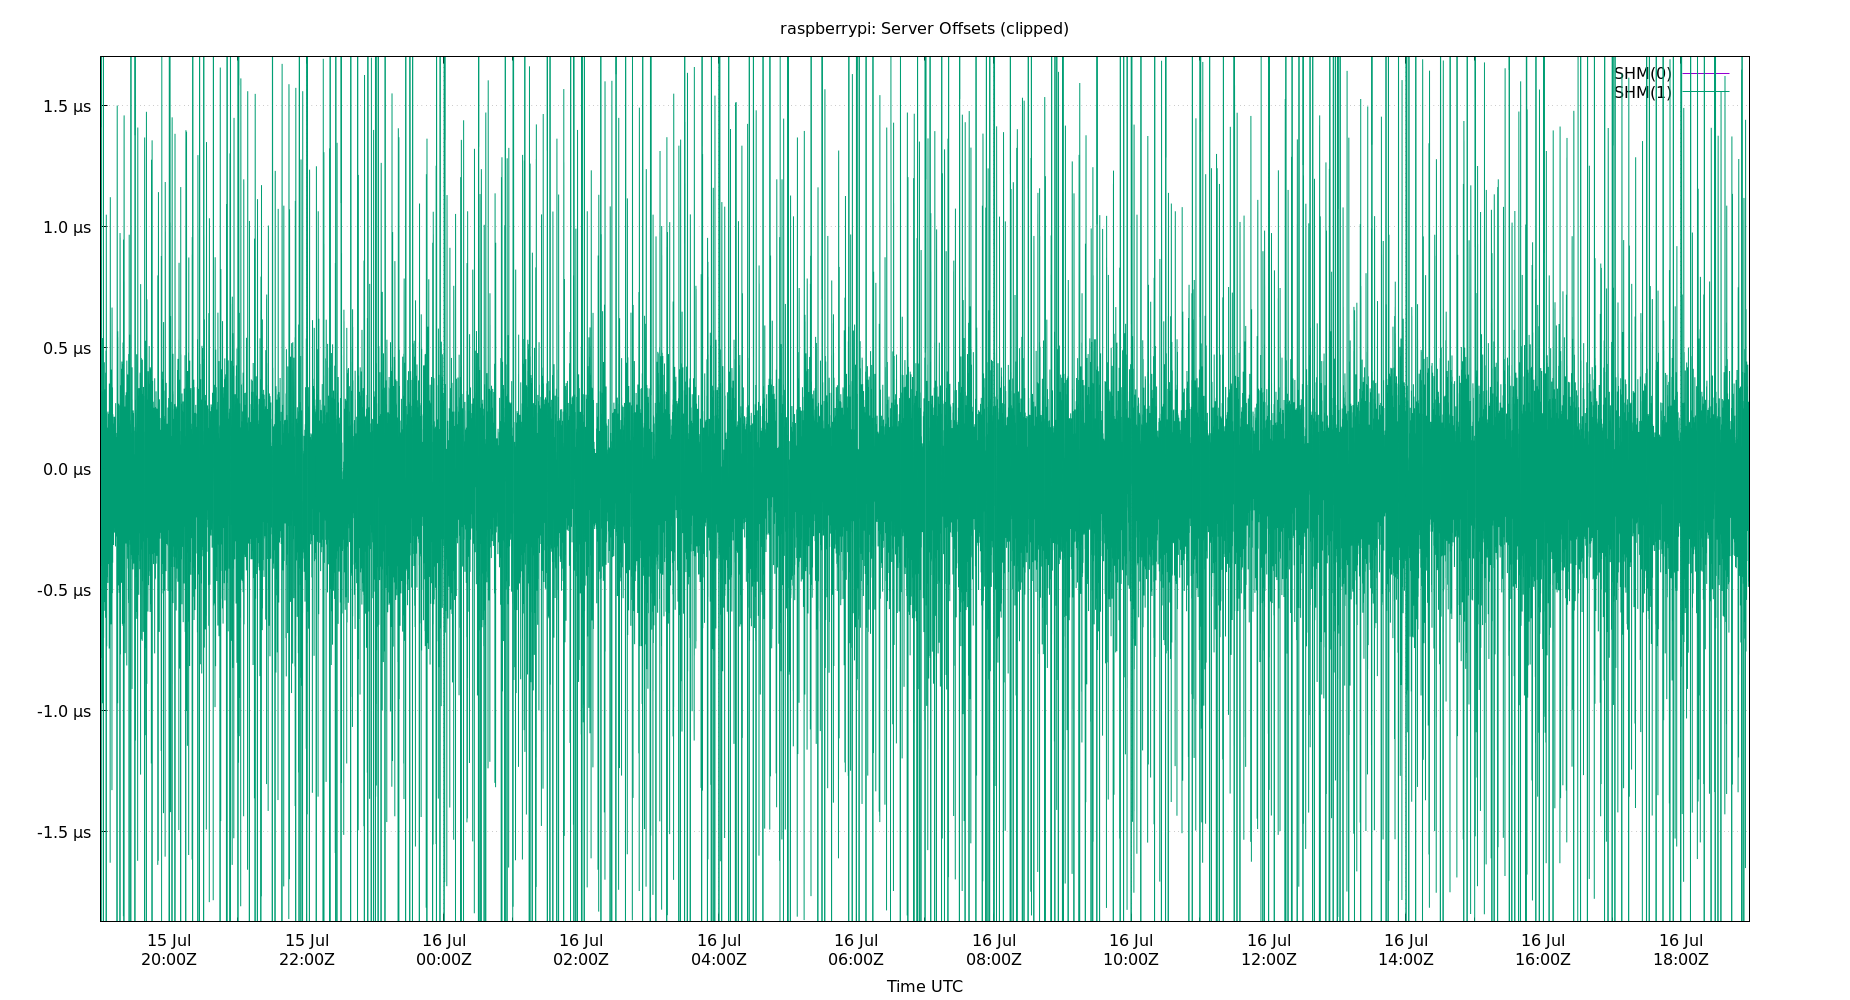 raspberrypi: Server Offsets (clipped)
SHM(0)
SHM(1)
1.5 µs
1.0 µs
0.5 µs
0.0 µs
-0.5 µs
-1.0 µs
-1.5 µs
15 Jul 15 Jul 16 Jul 16 Jul 16 Jul 16 Jul 16 Jul 16 Jul 16 Jul 16 Jul 16 Jul 16 Jul
20:00Z 22:00Z 00:00Z 02:00Z 04:00Z 06:00Z 08:00Z 10:00Z 12:00Z 14:00Z 16:00Z 18:00Z
Time UTC